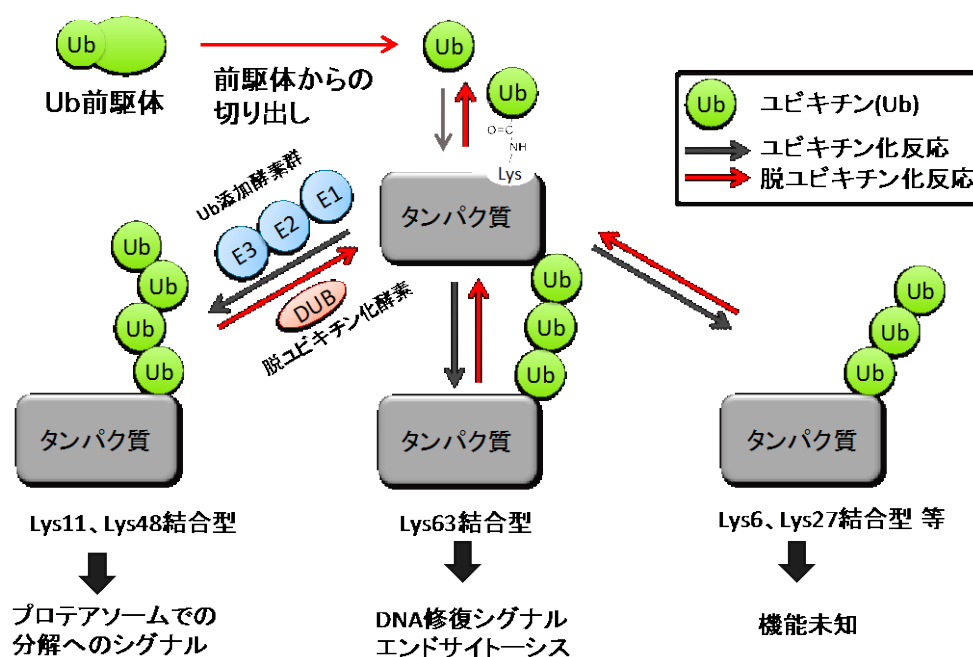 Ub
Ub前駆体
前駆体からの
切り出し
Ub
Ub
O=C
NH
Lys
タンパク質
Ub
ユビキチン(Ub)
ユビキチン化反応
脱ユビキチン化反応
Ub添加酵素群
E1
E2
E3
DUB
脱ユビキチン化酵素
Ub
Ub
Ub
Ub
タンパク質
Lys11、Lys48結合型
プロテアソームでの
分解へのシグナル
Ub
Ub
Ub
タンパク質
Lys63結合型
DNA修復シグナル
エンドサイトーシス
Ub
Ub
Ub
タンパク質
Lys6、Lys27結合型 等
機能未知